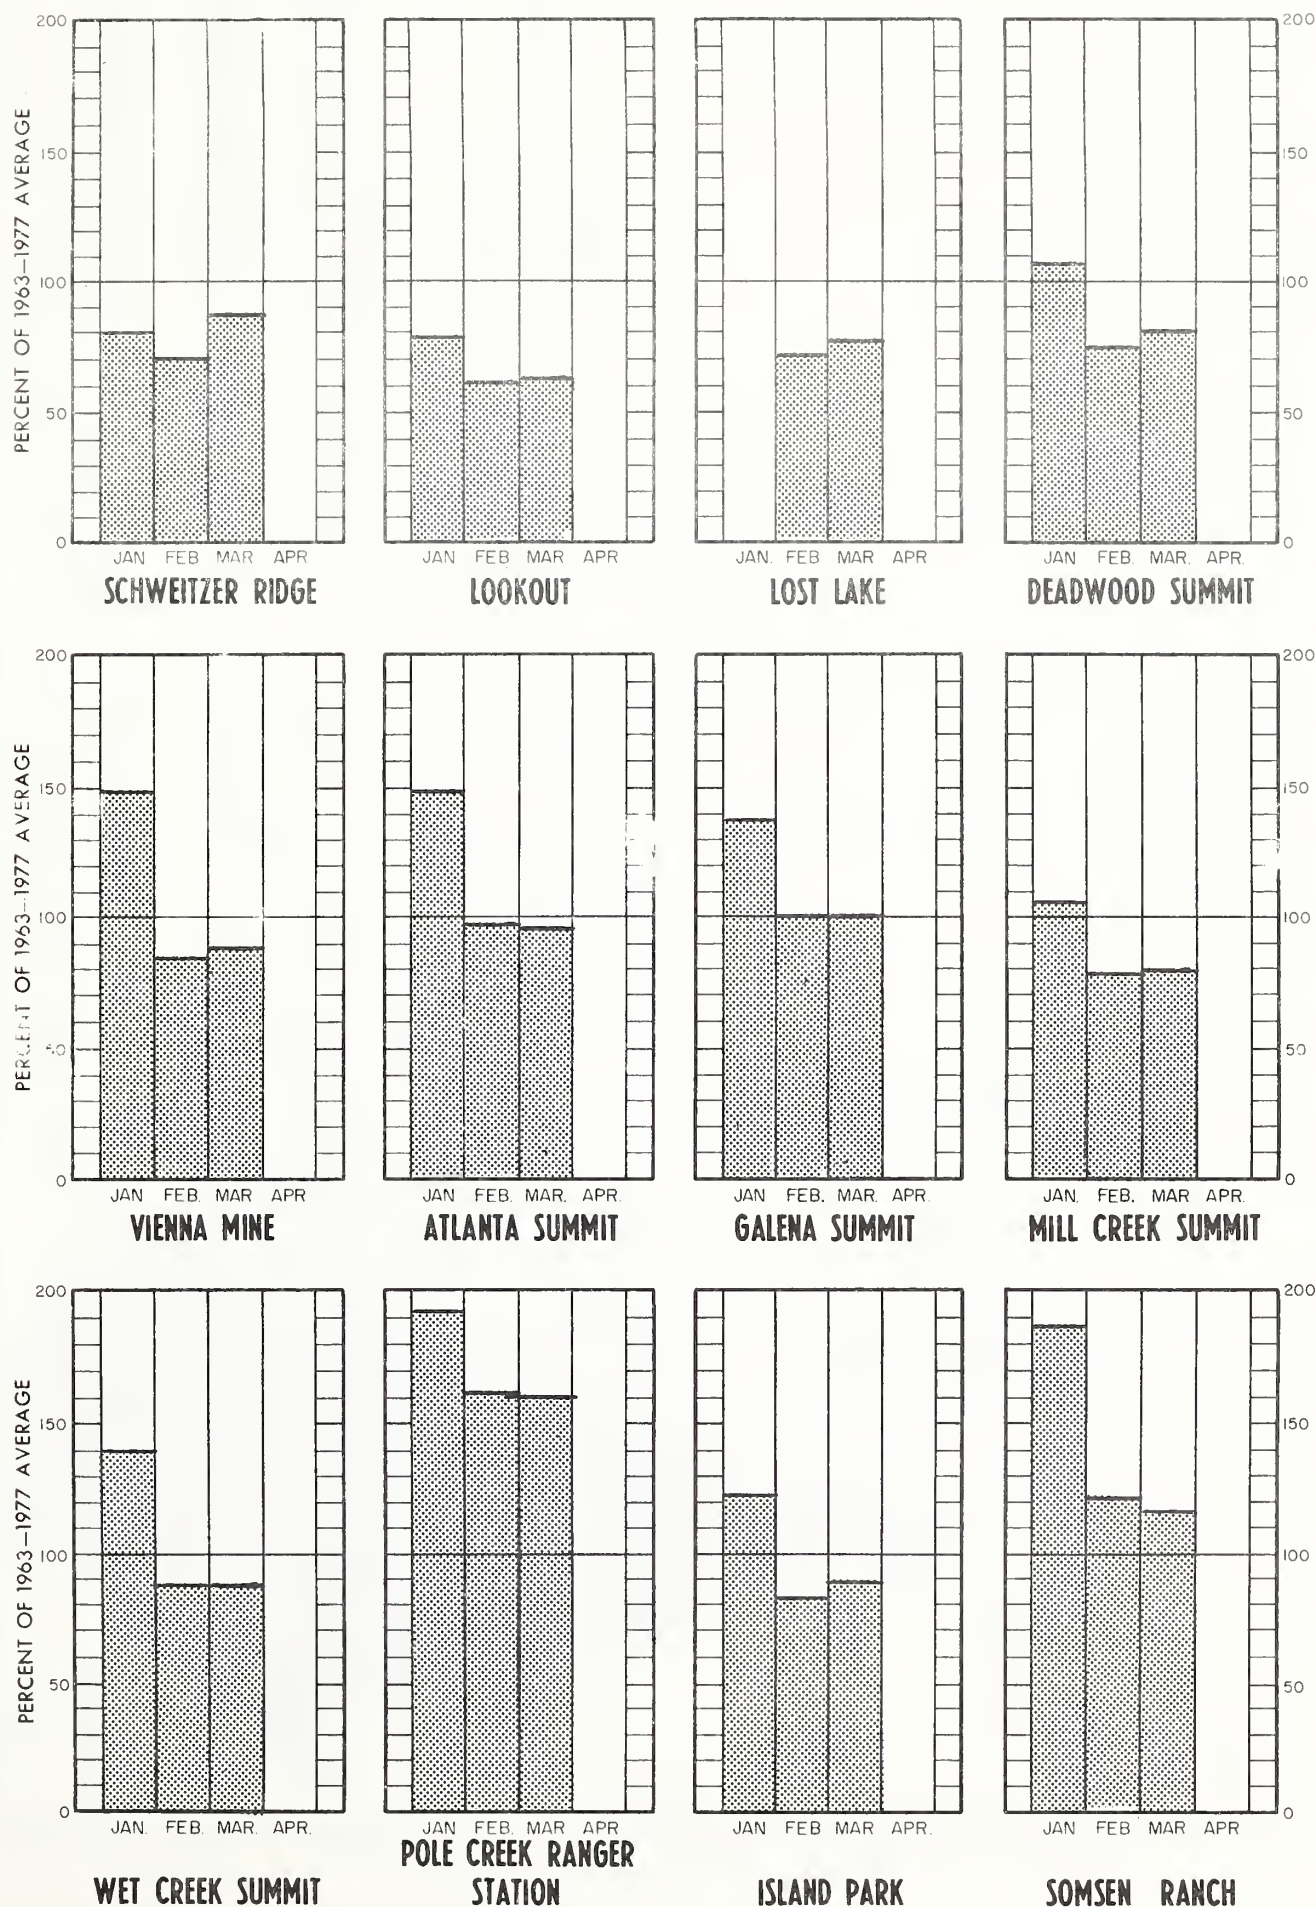 PERCENT OF 1963–1977 AVERAGE
200 200
150 150
100 100
50 50
0 0
JAN FEB MAR APR JAN FEB. MAR APR JAN. FEB MAR APR JAN FEB. MAR. APR.
SCHWEITZER RIDGE LOOKOUT LOST LAKE DEADWOOD SUMMIT
PERCENT OF 1963–1977 AVERAGE
200 200
150 150
100 100
50 50
0 0
JAN FEB. MAR APR JAN FEB. MAR. APR. JAN FEB. MAR. APR. JAN. FEB. MAR APR.
VIENNA MINE ATLANTA SUMMIT GALENA SUMMIT MILL CREEK SUMMIT
PERCENT OF 1963–1977 AVERAGE
200 200
150 150
100 100
50 50
0 0
JAN. FEB. MAR. APR. JAN FEB MAR APR JAN FEB MAR. APR. JAN FEB MAR APR
POLE CREEK RANGER
WET CREEK SUMMIT STATION ISLAND PARK SOMSEN RANCH